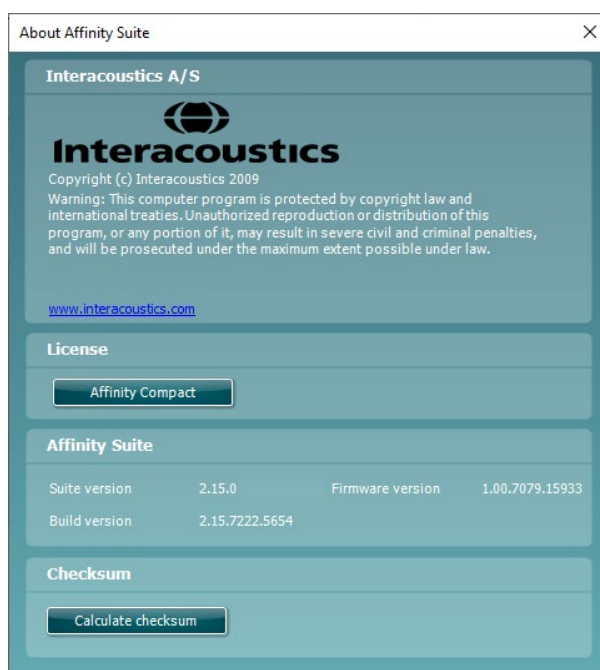 About Affinity Suite
Interacoustics A/S
Interacoustics
Copyright (c) Interacoustics 2009
Warning: This computer program is protected by copyright law and
international treaties. Unauthorized reproduction or distribution of this
program, or any portion of it, may result in severe civil and criminal penalties,
and will be prosecuted under the maximum extent possible under law.
www.interacoustics.com
License
Affinity Compact
Affinity Suite
Suite version 2.15.0 Firmware version 1.00.7079.15933
Build version 2.15.7222.5654
Checksum
Calculate checksum